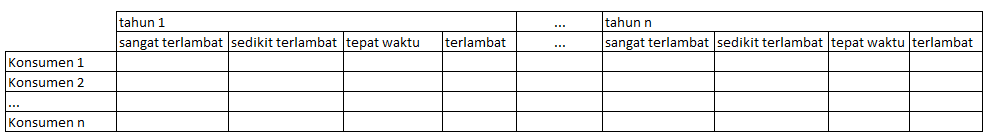 tahun 1 ... tahun n
sangat terlambat sedikit terlambat tepat waktu terlambat ... sangat terlambat sedikit terlambat tepat waktu terlambat
Konsumen 1
Konsumen 2
...
Konsumen n